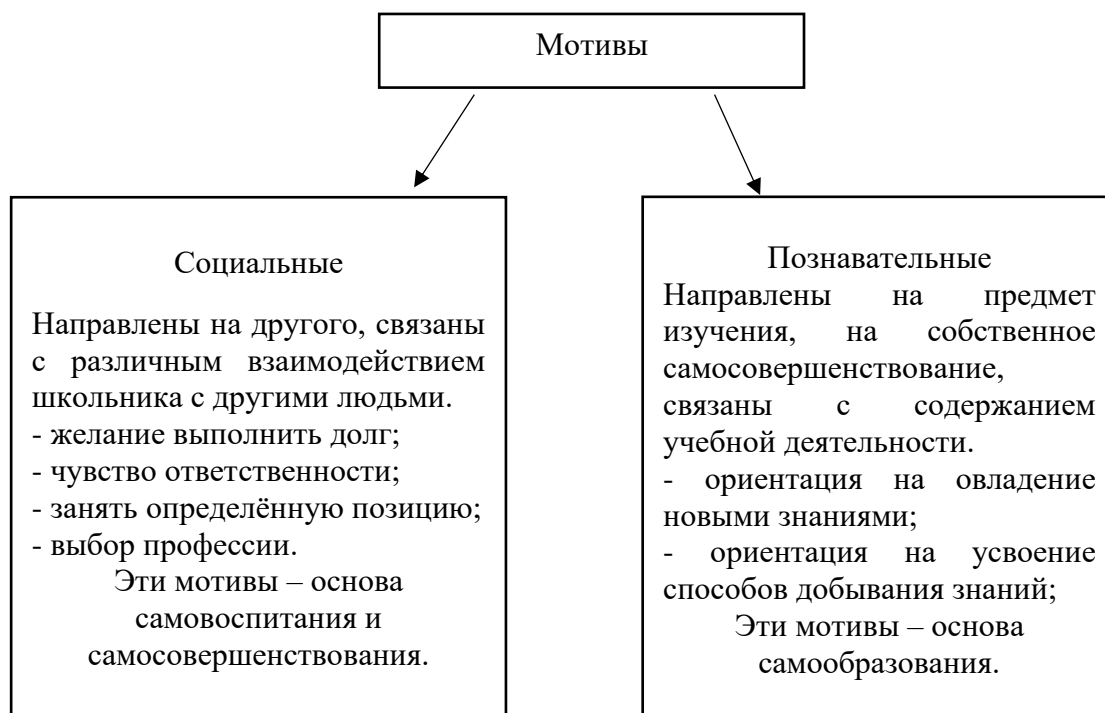 Мотивы
Социальные
Направлены на другого, связаны
с различным взаимодействием
школьника с другими людьми.
- желание выполнить долг;
- чувство ответственности;
- занять определённую позицию;
- выбор профессии.
Эти мотивы – основа
самовоспитания и
самосовершенствования.
Познавательные
Направлены на предмет
изучения, на собственное
самосовершенствование,
связаны с содержанием
учебной деятельности.
- ориентация на овладение
новыми знаниями;
- ориентация на усвоение
способов добывания знаний;
Эти мотивы – основа
самообразования.